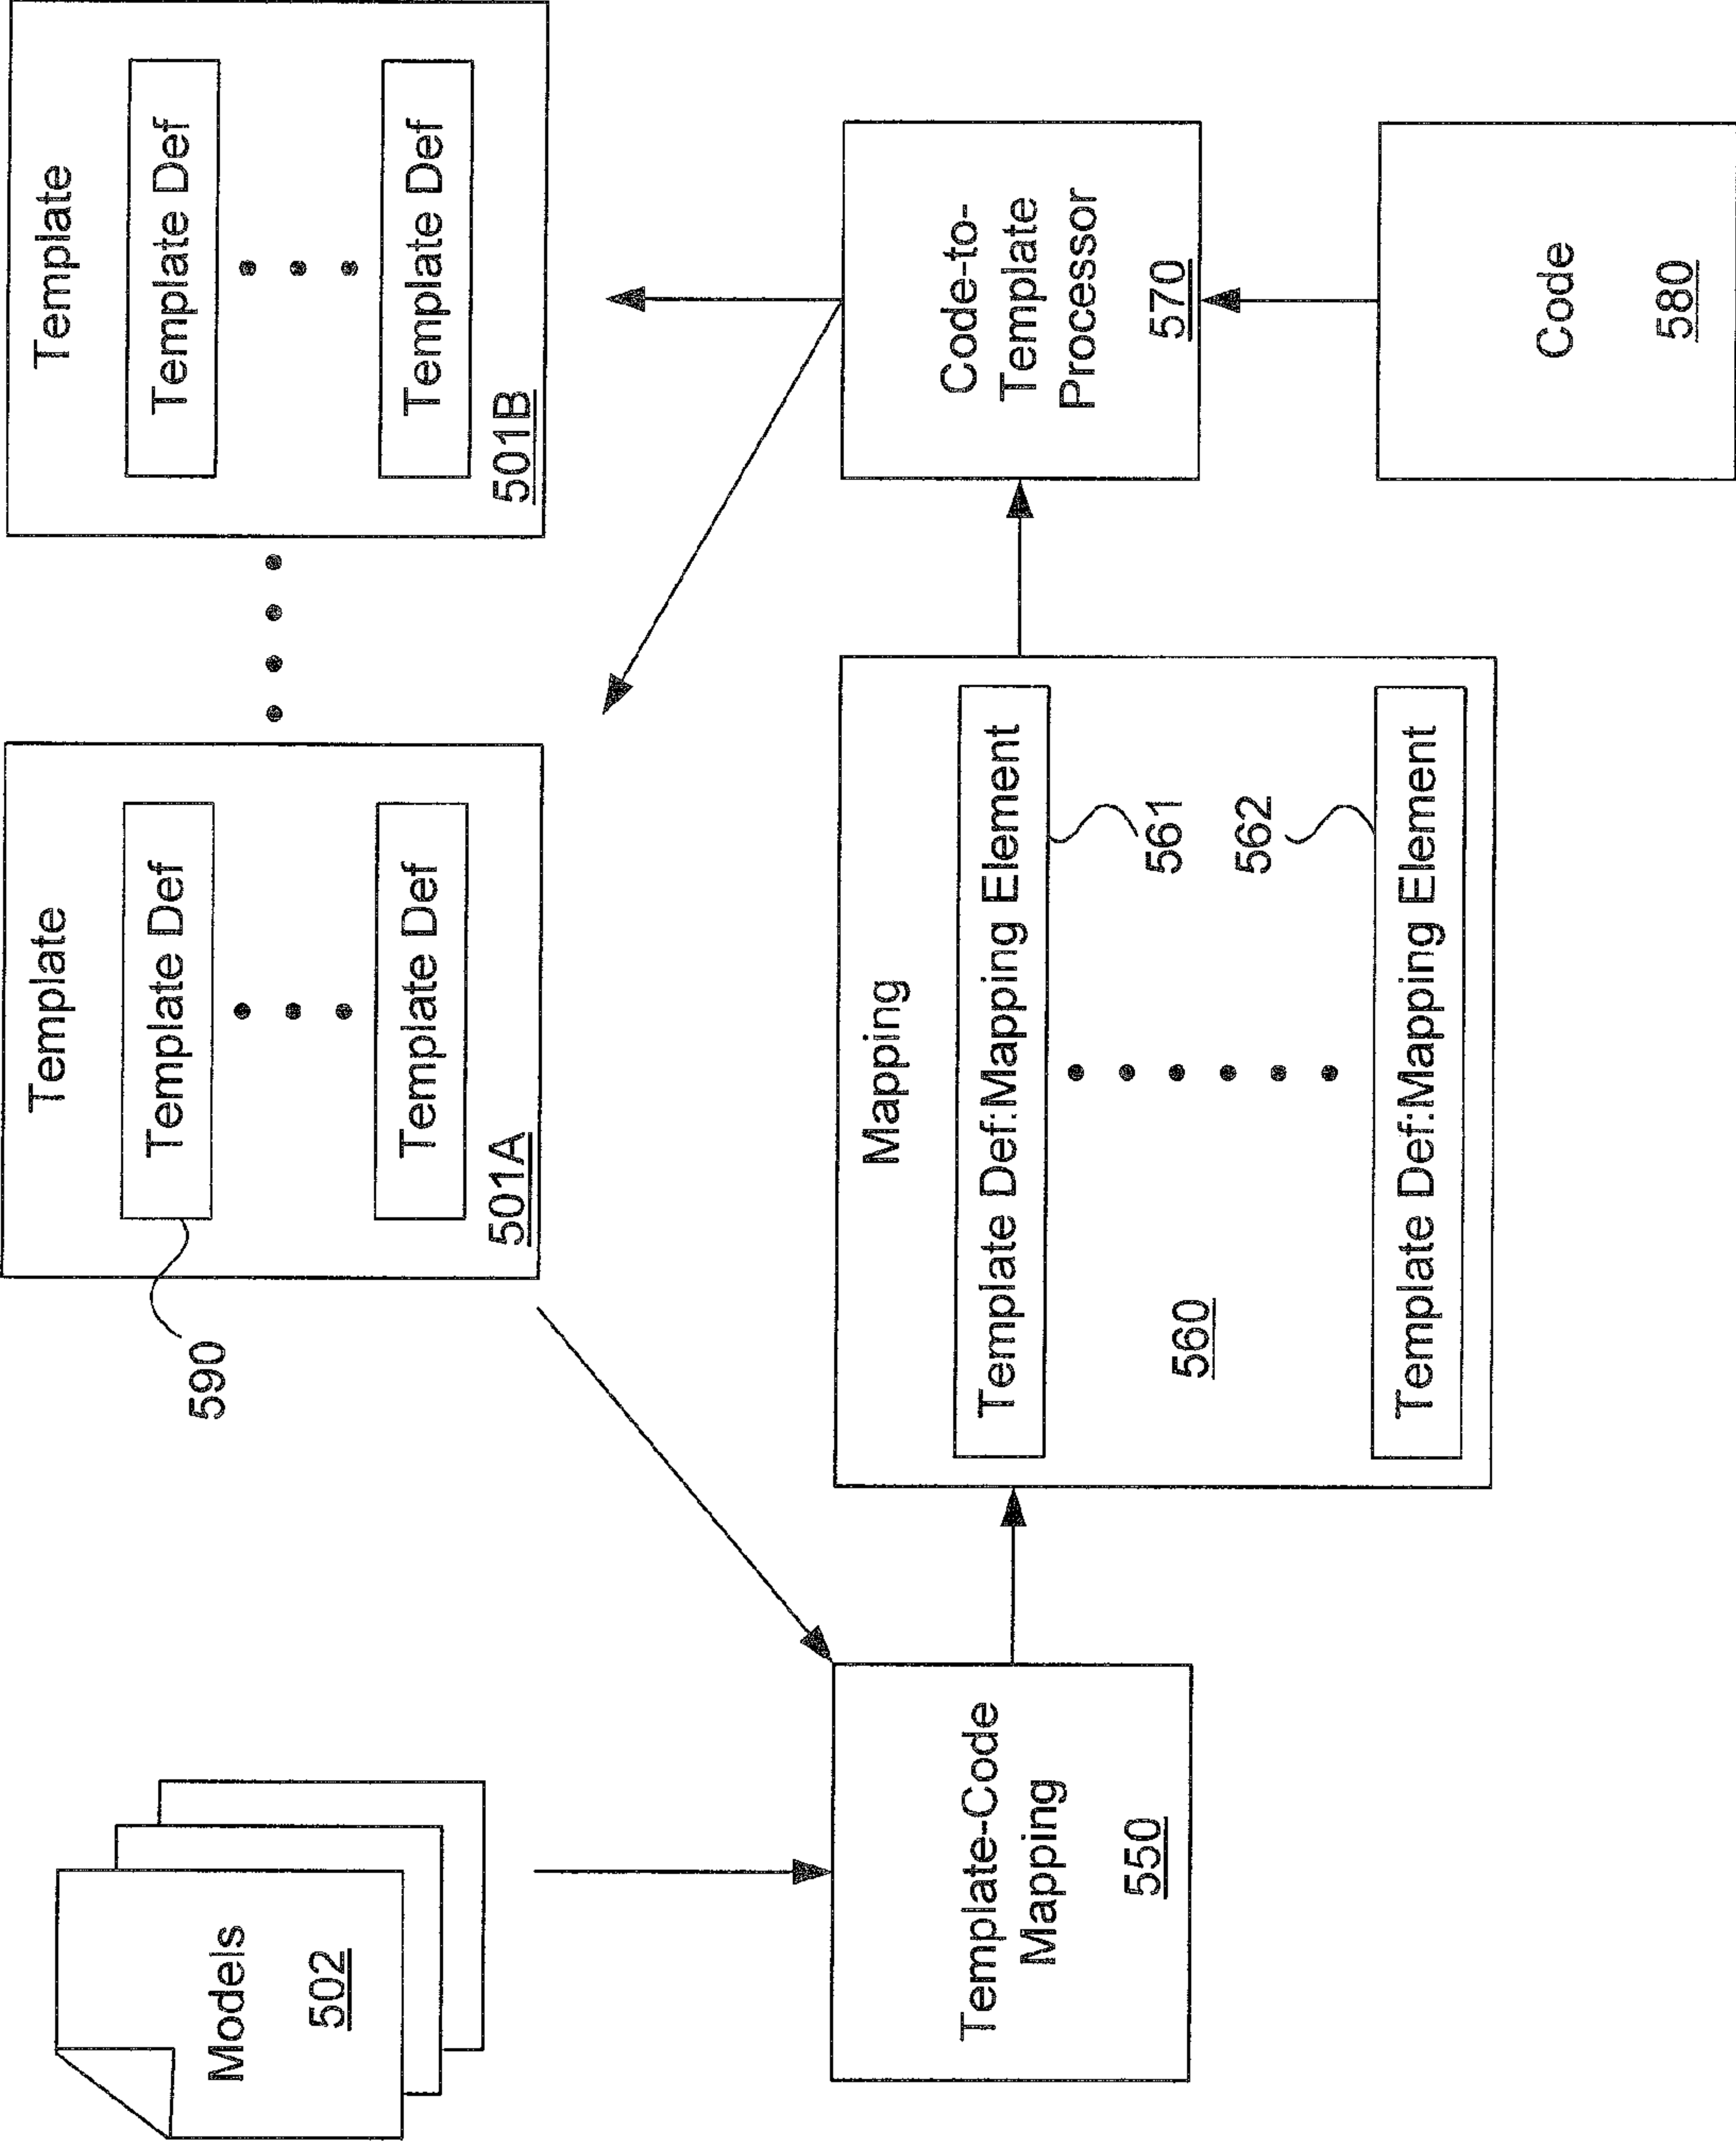 Models
502
Template
Template Def
Template Def
501A
590
Template
Template Def
Template Def
501B
Template-Code
Mapping
550
Mapping
Template Def:Mapping Element
561
560
562
Template Def:Mapping Element
Code-to-
Template
Processor
570
Code
580